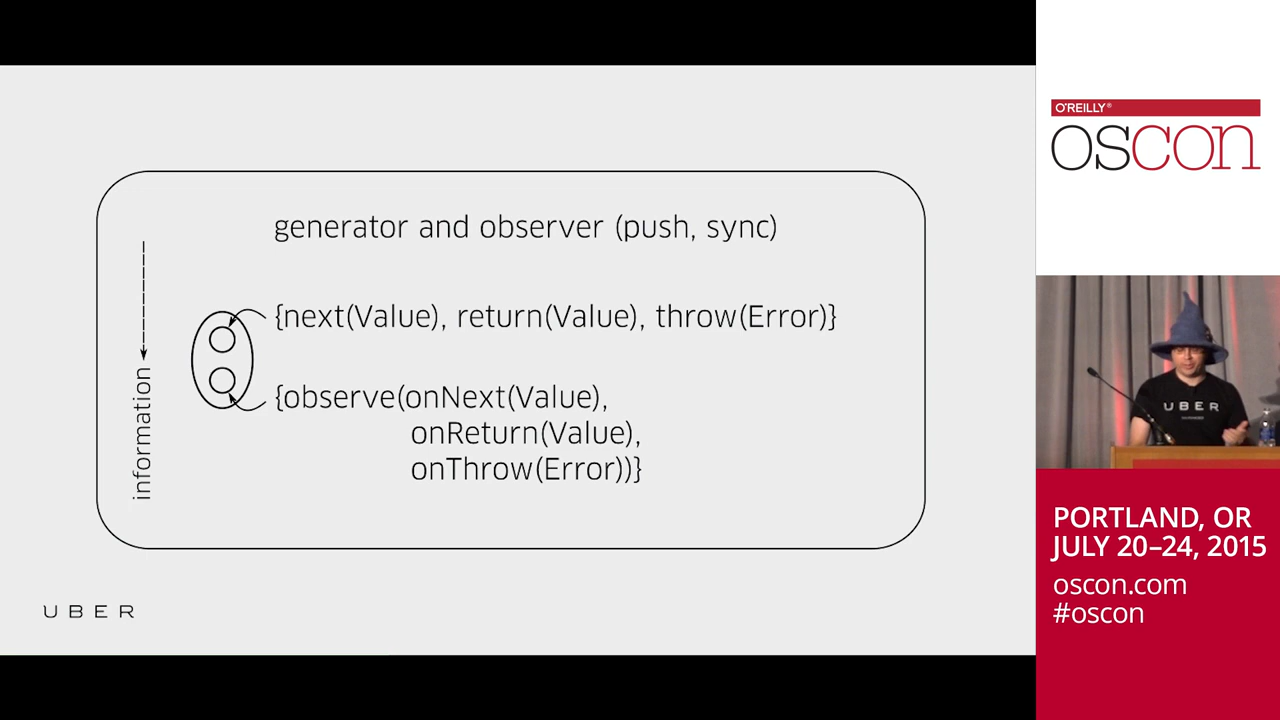 generator and observer (push, sync)
{next(Value), return(Value), throw(Error)}
{observe(onNext(Value),
onReturn(Value),
onThrow(Error))}
information
UBER
O'REILLY®
oscon
UBER
PORTLAND, OR
JULY 20–24, 2015
oscon.com
#oscon